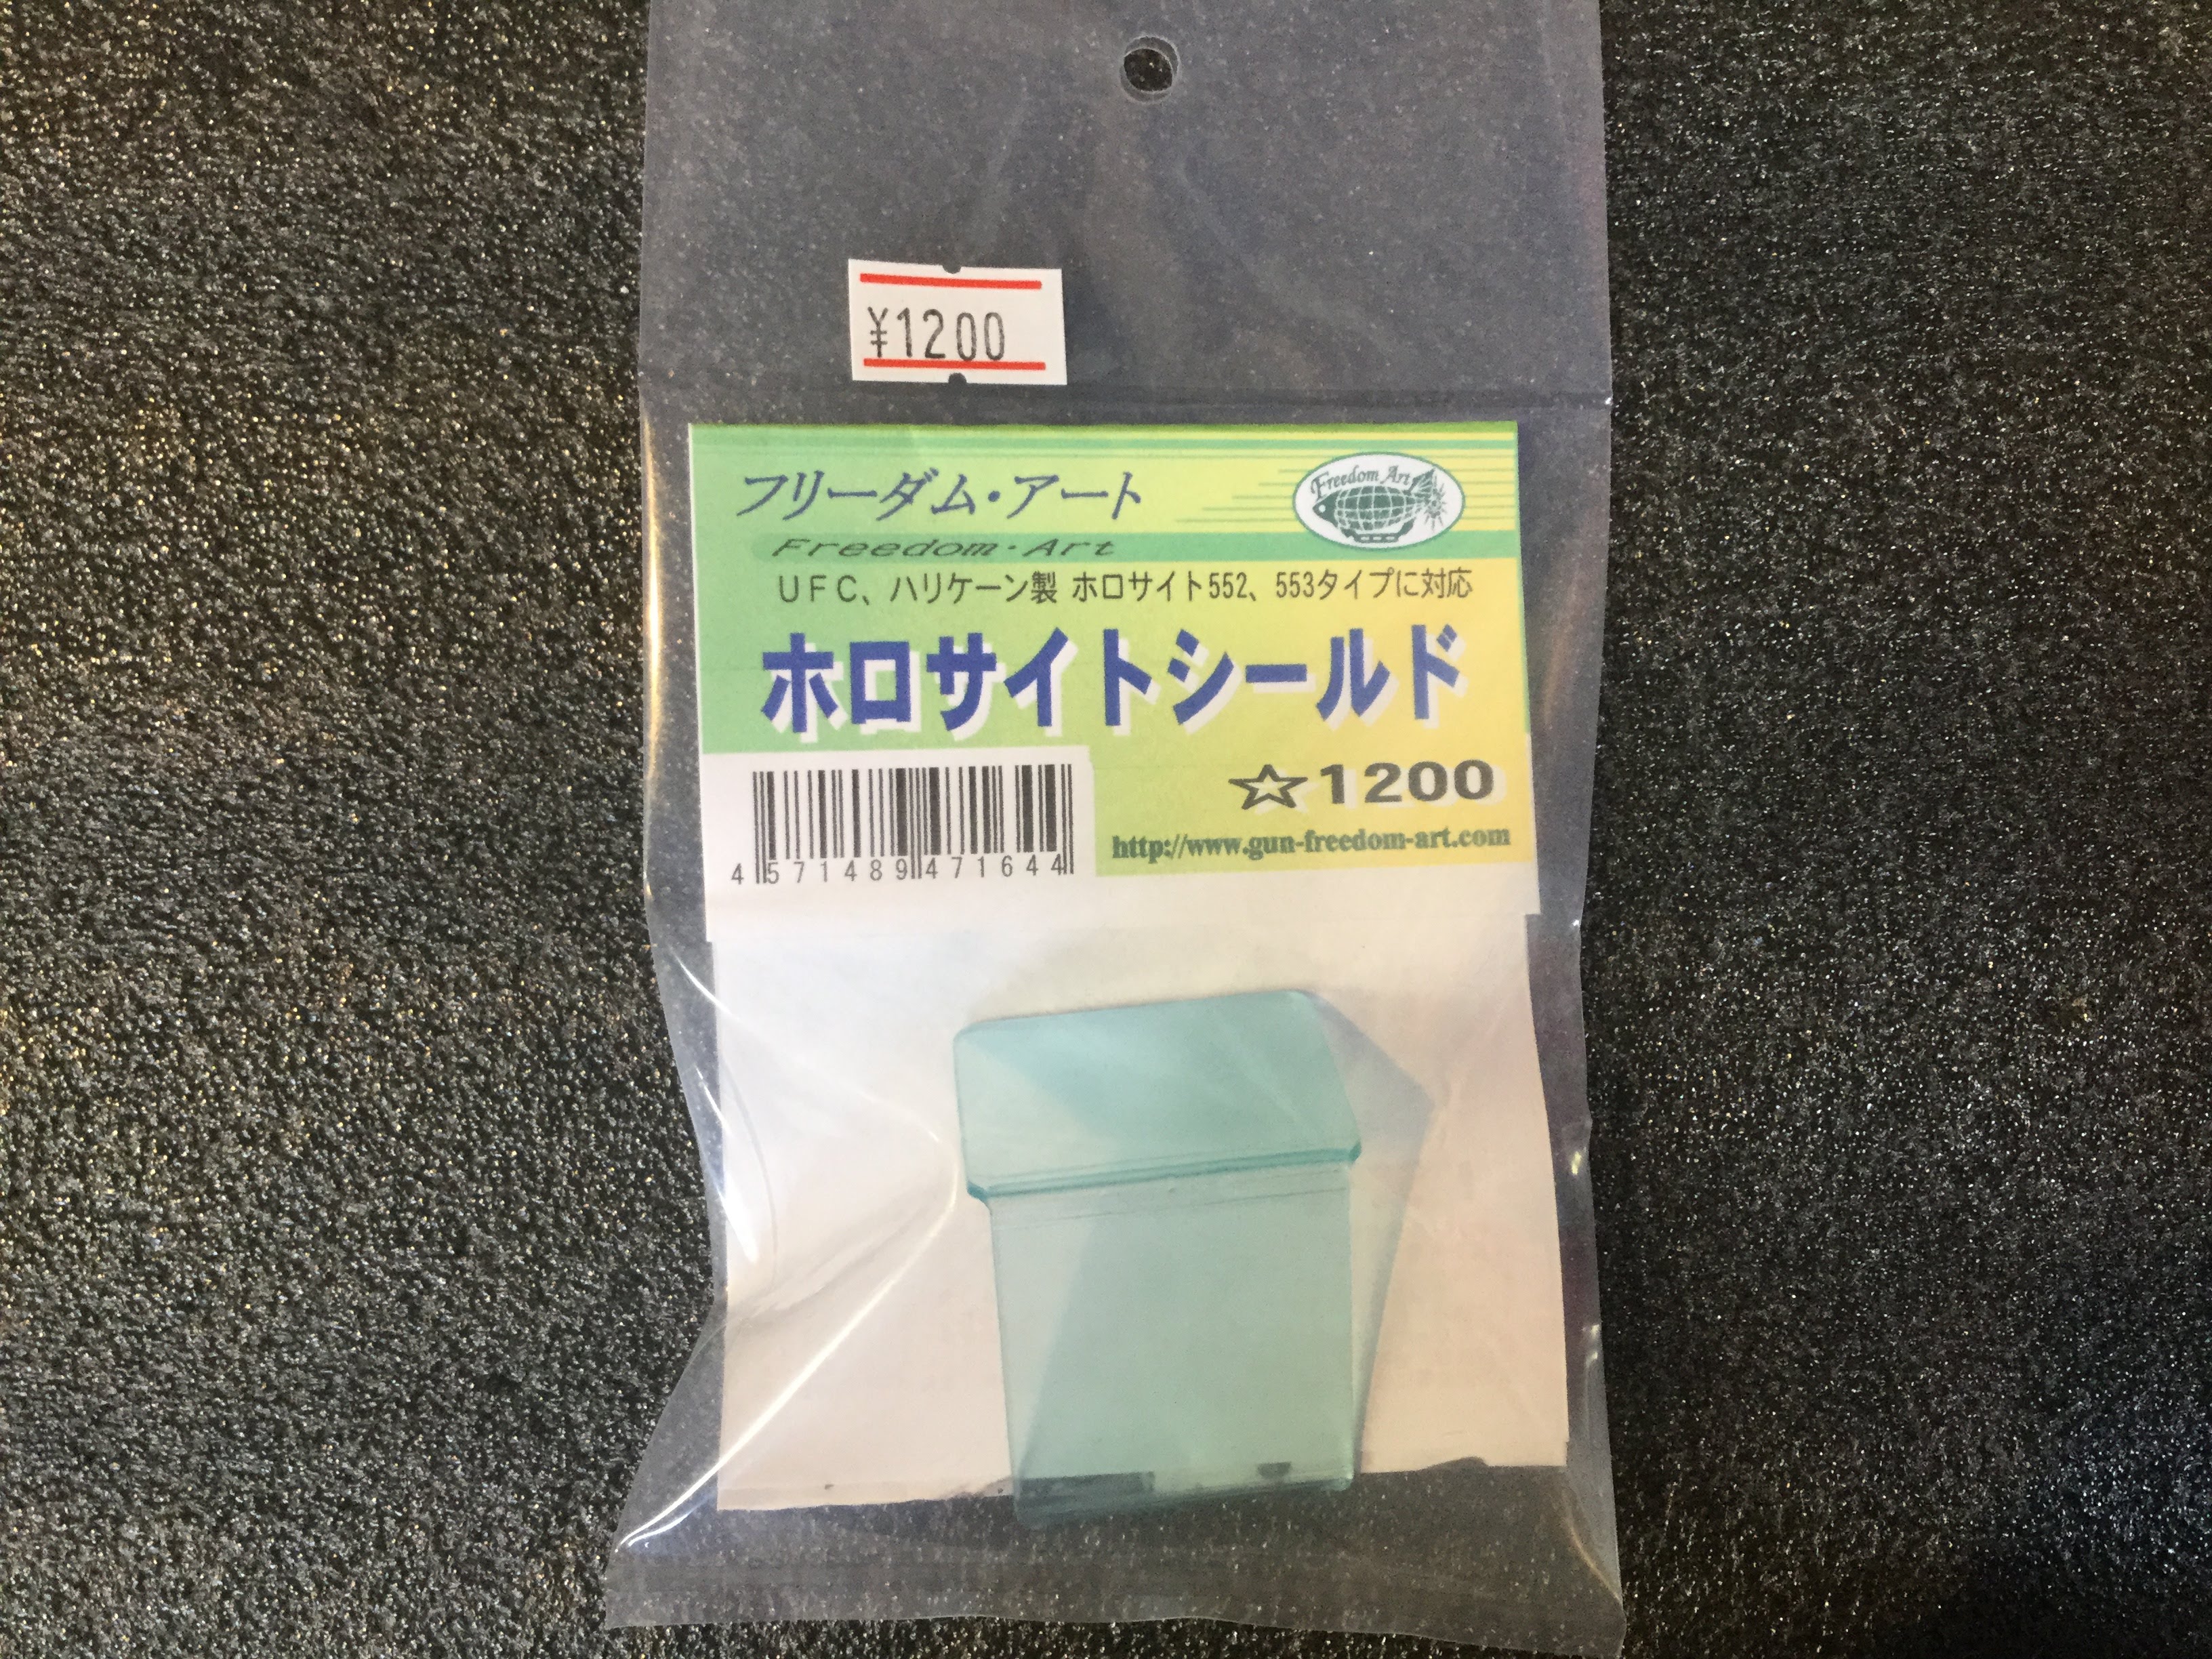 ¥1200
フリーダム・アート
Freedom Art
Freedom・Art
UFC、ハリケーン製 ホロサイト552、553タイプに対応
ホロサイトシールド
☆1200
http://www.gun-freedom-art.com
4571489471644